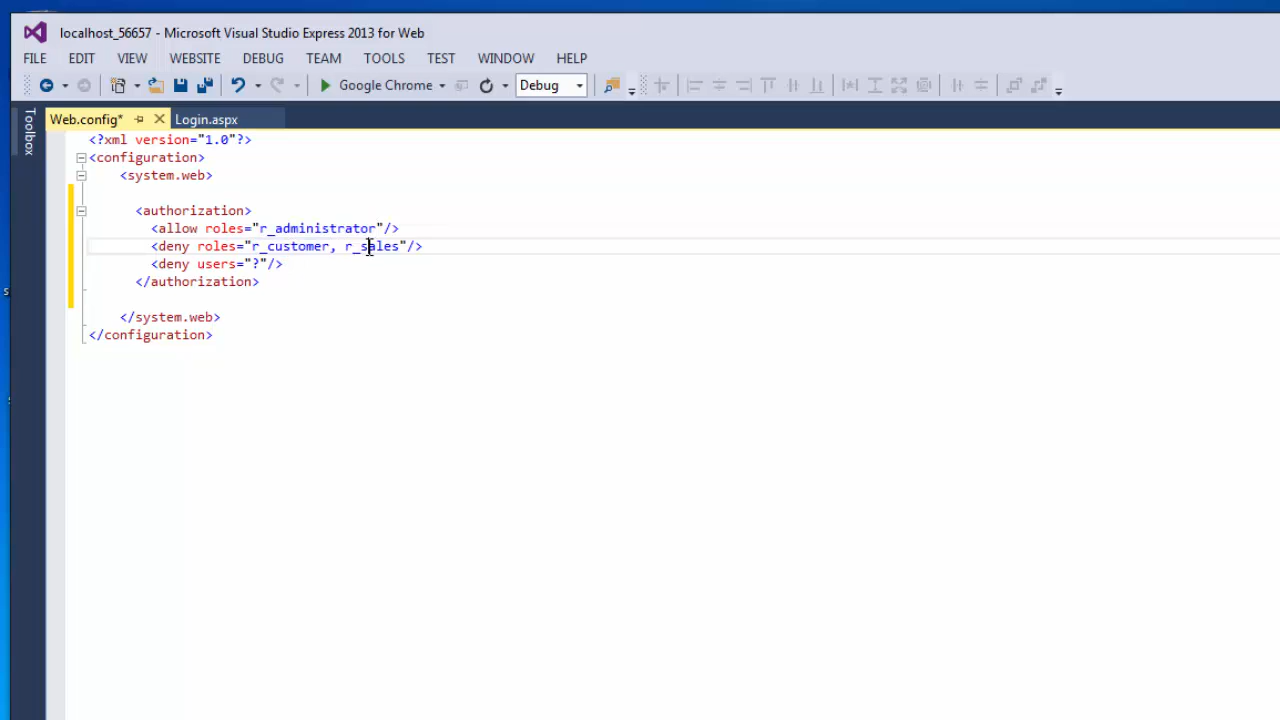 localhost_56657 - Microsoft Visual Studio Express 2013 for Web
FILE EDIT VIEW WEBSITE DEBUG TEAM TOOLS TEST WINDOW HELP
Google Chrome Debug
Toolbox
Web.config* Login.aspx
<?xml version="1.0"?>
<configuration>
<system.web>
<authorization>
<allow roles="r_administrator"/>
<deny roles="r_customer, r_sales"/>
<deny users="?"/>
</authorization>
</system.web>
</configuration>